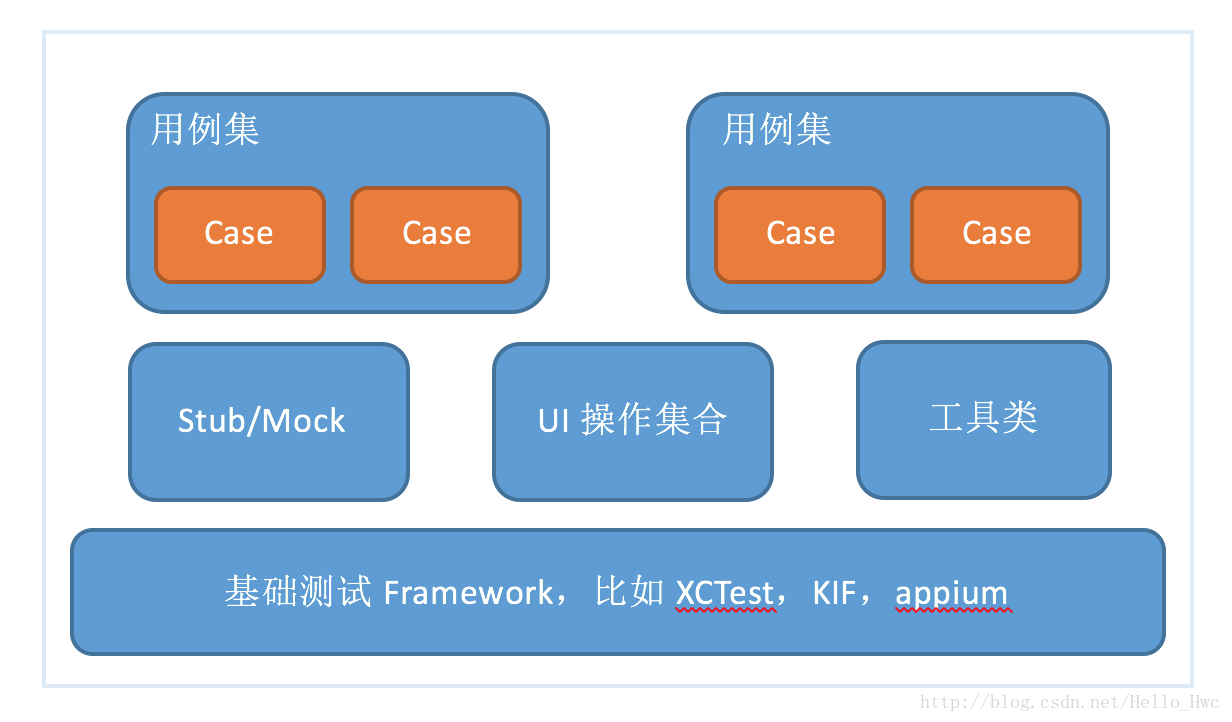 用例集
用例集
Case
Case
Case
Case
Stub/Mock
UI 操作集合
工具类
基础测试 Framework，比如 XCTest，KIF，appium
http://blog.csdn.net/Hello_Hwc